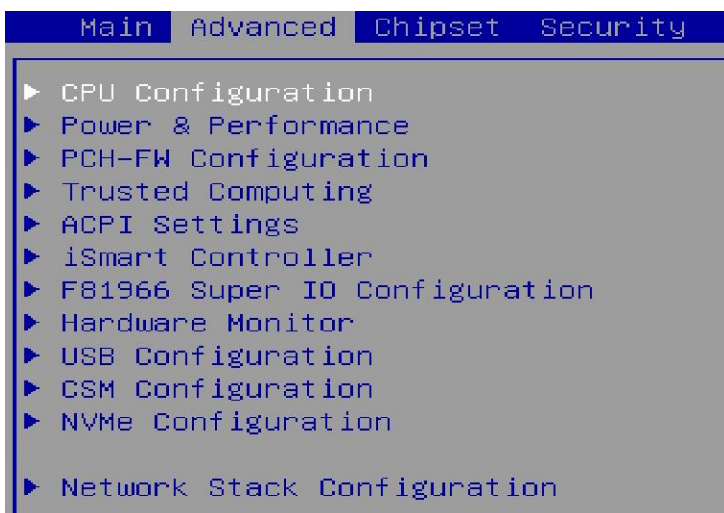 Main Advanced Chipset Security
► CPU Configuration
► Power & Performance
► PCH-FW Configuration
► Trusted Computing
► ACPI Settings
► iSmart Controller
► F81966 Super IO Configuration
► Hardware Monitor
► USB Configuration
► CSM Configuration
► NVMe Configuration
► Network Stack Configuration